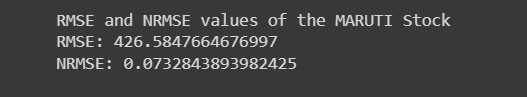 RMSE and NRMSE values of the MARUTI Stock
RMSE: 426.5847664676997
NRMSE: 0.0732843893982425